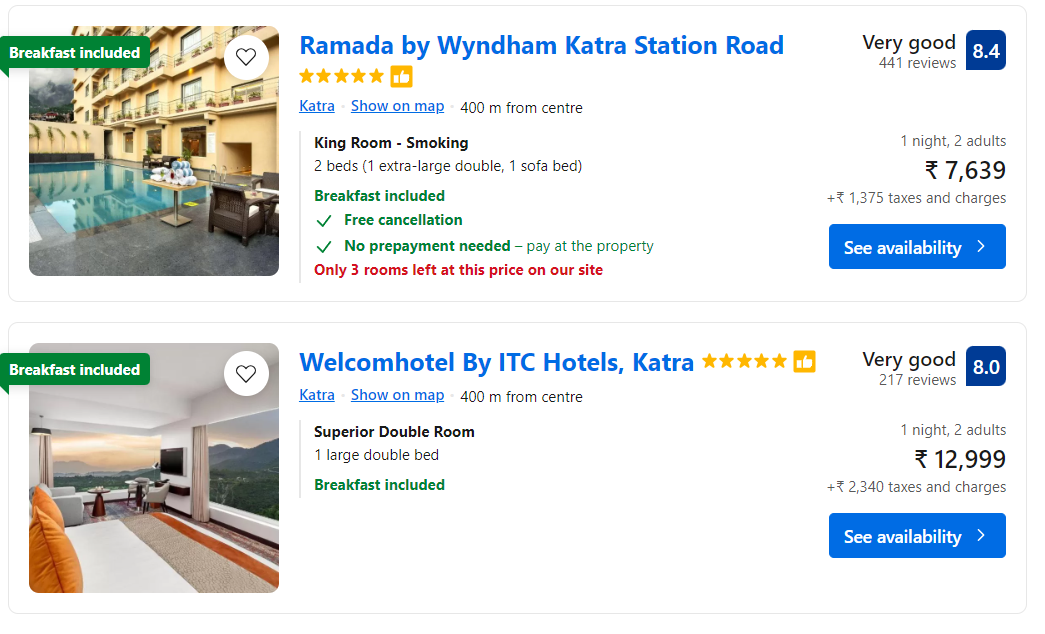 Breakfast included
Ramada by Wyndham Katra Station Road
Very good
441 reviews
8.4
Katra · Show on map · 400 m from centre
King Room - Smoking
2 beds (1 extra-large double, 1 sofa bed)
Breakfast included
Free cancellation
No prepayment needed – pay at the property
Only 3 rooms left at this price on our site
1 night, 2 adults
₹ 7,639
+₹ 1,375 taxes and charges
See availability
Breakfast included
Welcomhotel By ITC Hotels, Katra
Very good
217 reviews
8.0
Katra · Show on map · 400 m from centre
Superior Double Room
1 large double bed
Breakfast included
1 night, 2 adults
₹ 12,999
+₹ 2,340 taxes and charges
See availability